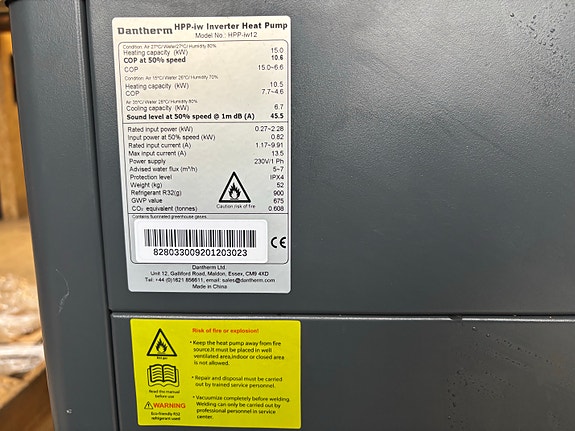 Dantherm HPP-iw Inverter Heat Pump
Model No.: HPP-iw12
Condition: Air 27°C/Water27°C/ Humidity 80%
Heating capacity (kW) 15.0
COP at 50% speed 10.6
COP 15.0~6.6
Condition: Air 15°C/Water 26°C/ Humidity 70%
Heating capacity (kW) 10.5
COP 7.7~4.6
Air 35°C/Water 28°C/ Humidity 80%
Cooling capacity (kW) 6.7
Sound level at 50% speed @ 1m dB (A) 45.5
Rated input power (kW) 0.27~2.28
Input power at 50% speed (kW) 0.82
Rated input current (A) 1.17~9.91
Max input current (A) 13.5
Power supply 230V/1 Ph
Advised water flux (m³/h) 5~7
Protection level IPX4
Weight (kg) 52
Refrigerant R32(g) 900
GWP value 675
CO₂ equivalent (tonnes) 0.608
Caution risk of fire
Contains fluorinated greenhouse gases.
828033009201203023
CE
Dantherm Ltd.
Unit 12, Galliford Road, Maldon, Essex, CM9 4XD
Tel: +44 (0)1621 856611, email: sales@dantherm.com
Made in China
Risk of fire or explosion!
• Keep the heat pump away from fire
source.It must be placed in well
ventilated area,indoor or closed area
is not allowed.
• Repair and disposal must be carried
out by trained service personnel.
• Vacuumize completely before welding.
Welding can only be carried out by
professional personnel in service
center.
Read the manual
before use
WARNING
Eco-friendly R32
refrigerant used